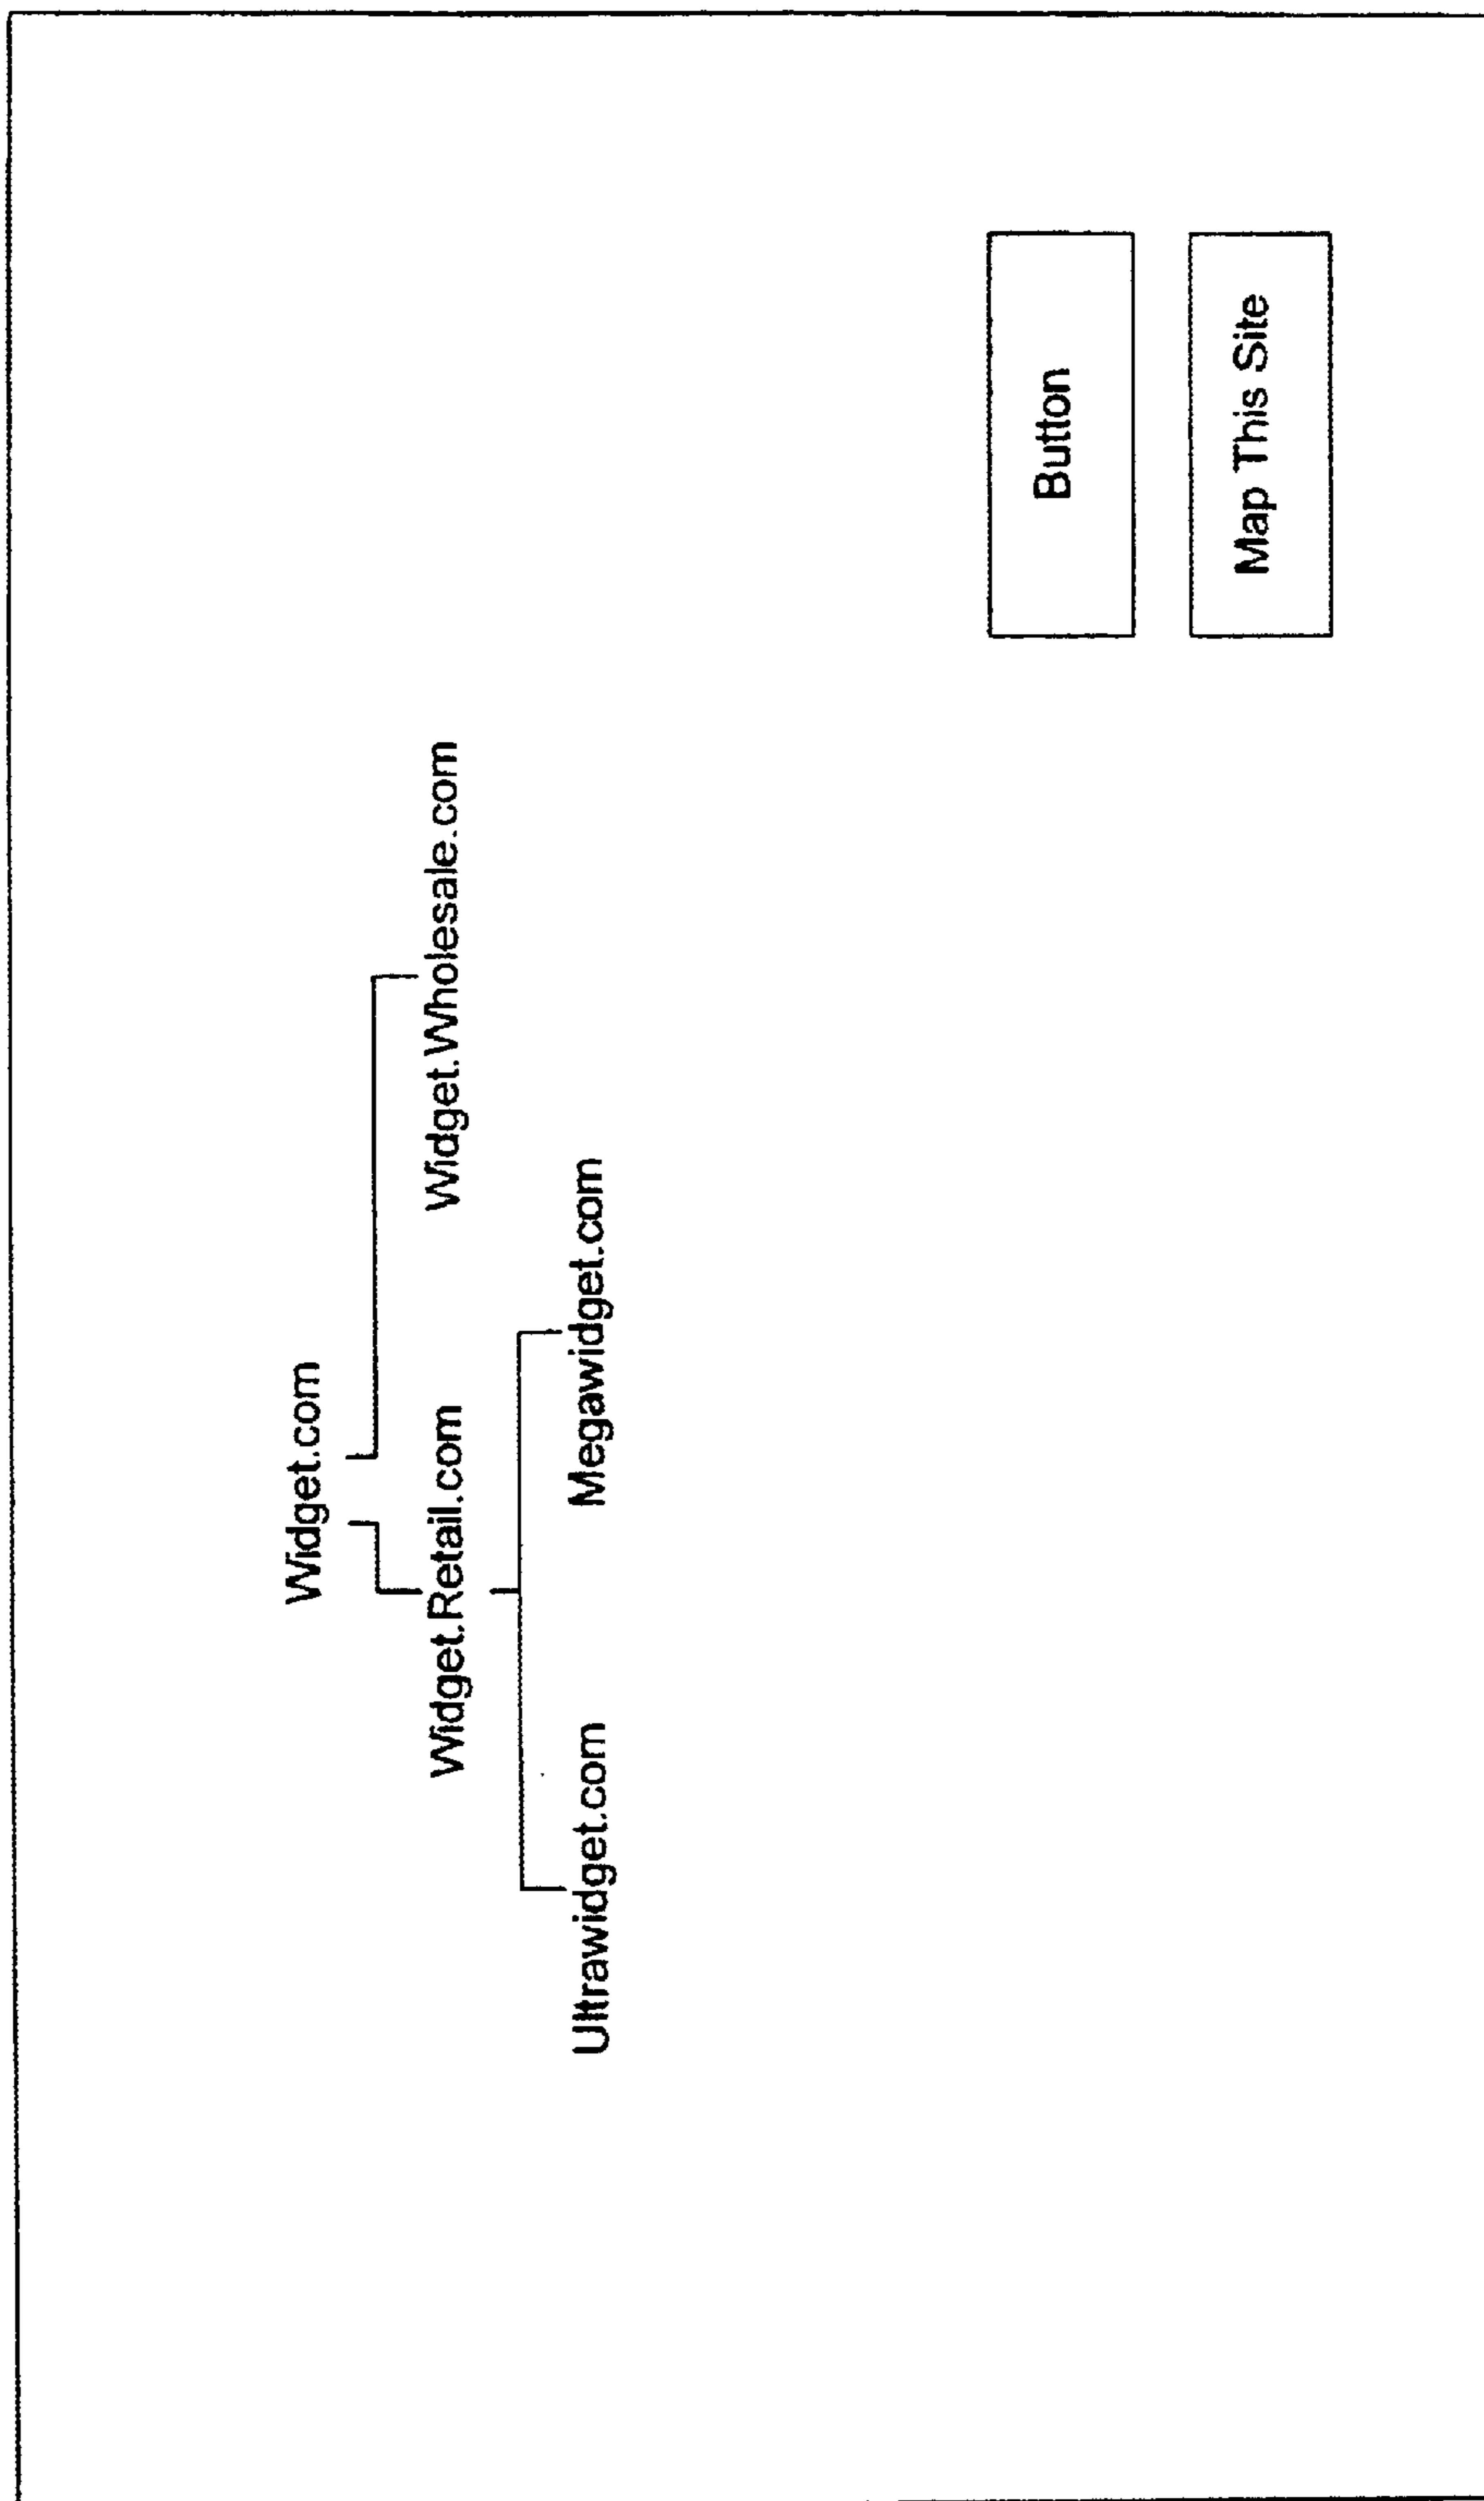 Widget.com
Widget.Retail.com
Widget.Wholesale.com
Ultrawidget.com
Megawidget.com
Button
Map This Site